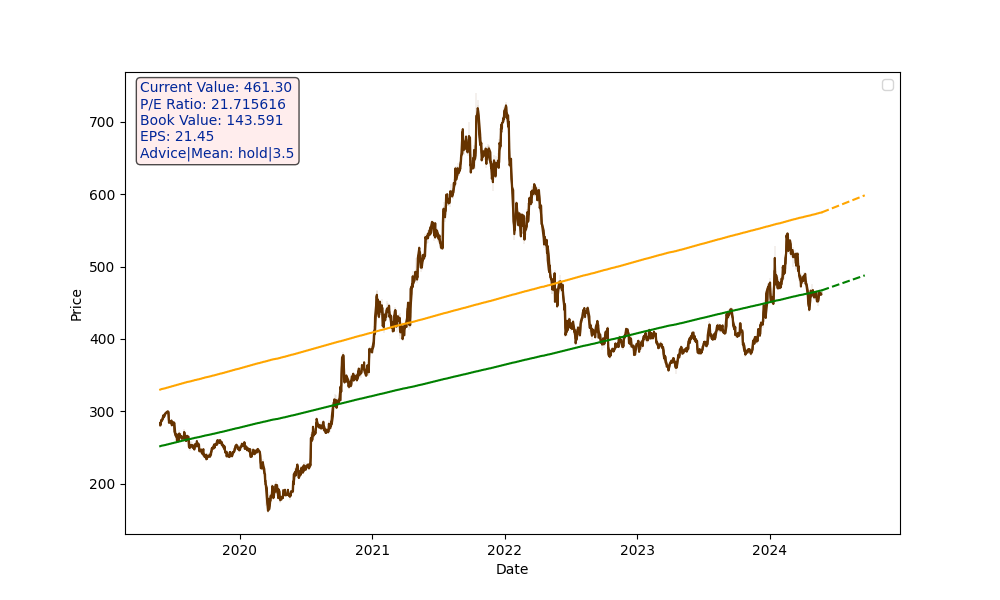 Current Value: 461.30
P/E Ratio: 21.715616
Book Value: 143.591
EPS: 21.45
Advice|Mean: hold|3.5
700
600
500
400
300
200
Price
2020 2021 2022 2023 2024
Date